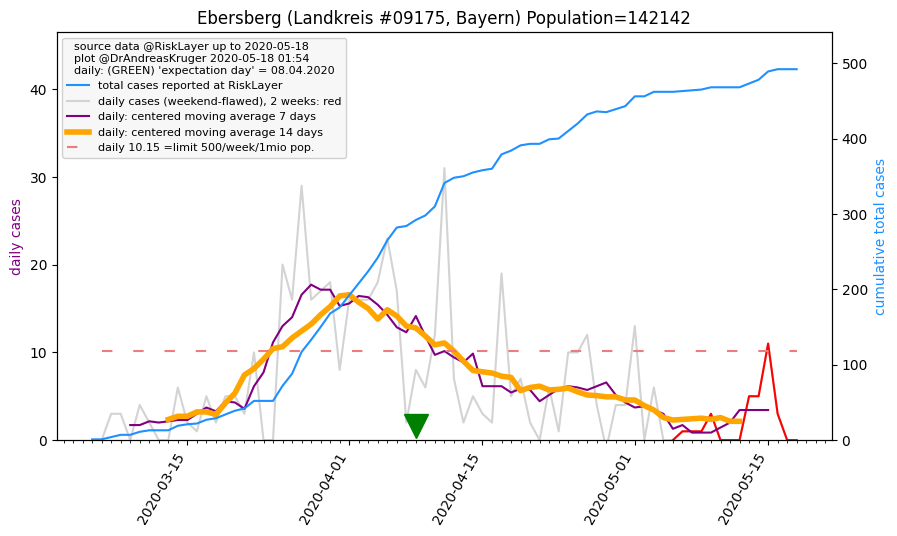 Ebersberg (Landkreis #09175, Bayern) Population=142142
source data @RiskLayer up to 2020-05-18
plot @DrAndreasKruger 2020-05-18 01:54
daily: (GREEN) 'expectation day' = 08.04.2020
total cases reported at RiskLayer
daily cases (weekend-flawed), 2 weeks: red
daily: centered moving average 7 days
daily: centered moving average 14 days
daily 10.15 =limit 500/week/1mio pop.
daily cases
40
30
20
10
0
cumulative total cases
500
400
300
200
100
0
2020-03-15
2020-04-01
2020-04-15
2020-05-01
2020-05-15